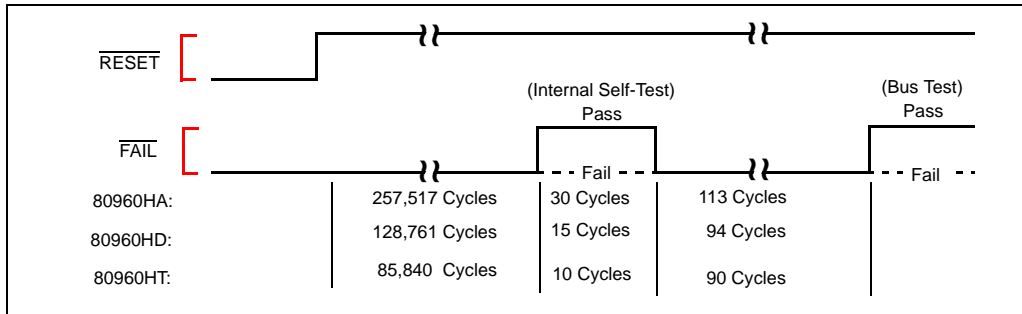 RESET
(Internal Self-Test)
Pass
(Bus Test)
Pass
FAIL
Fail
Fail
80960HA: 257,517 Cycles 30 Cycles 113 Cycles
80960HD: 128,761 Cycles 15 Cycles 94 Cycles
80960HT: 85,840 Cycles 10 Cycles 90 Cycles